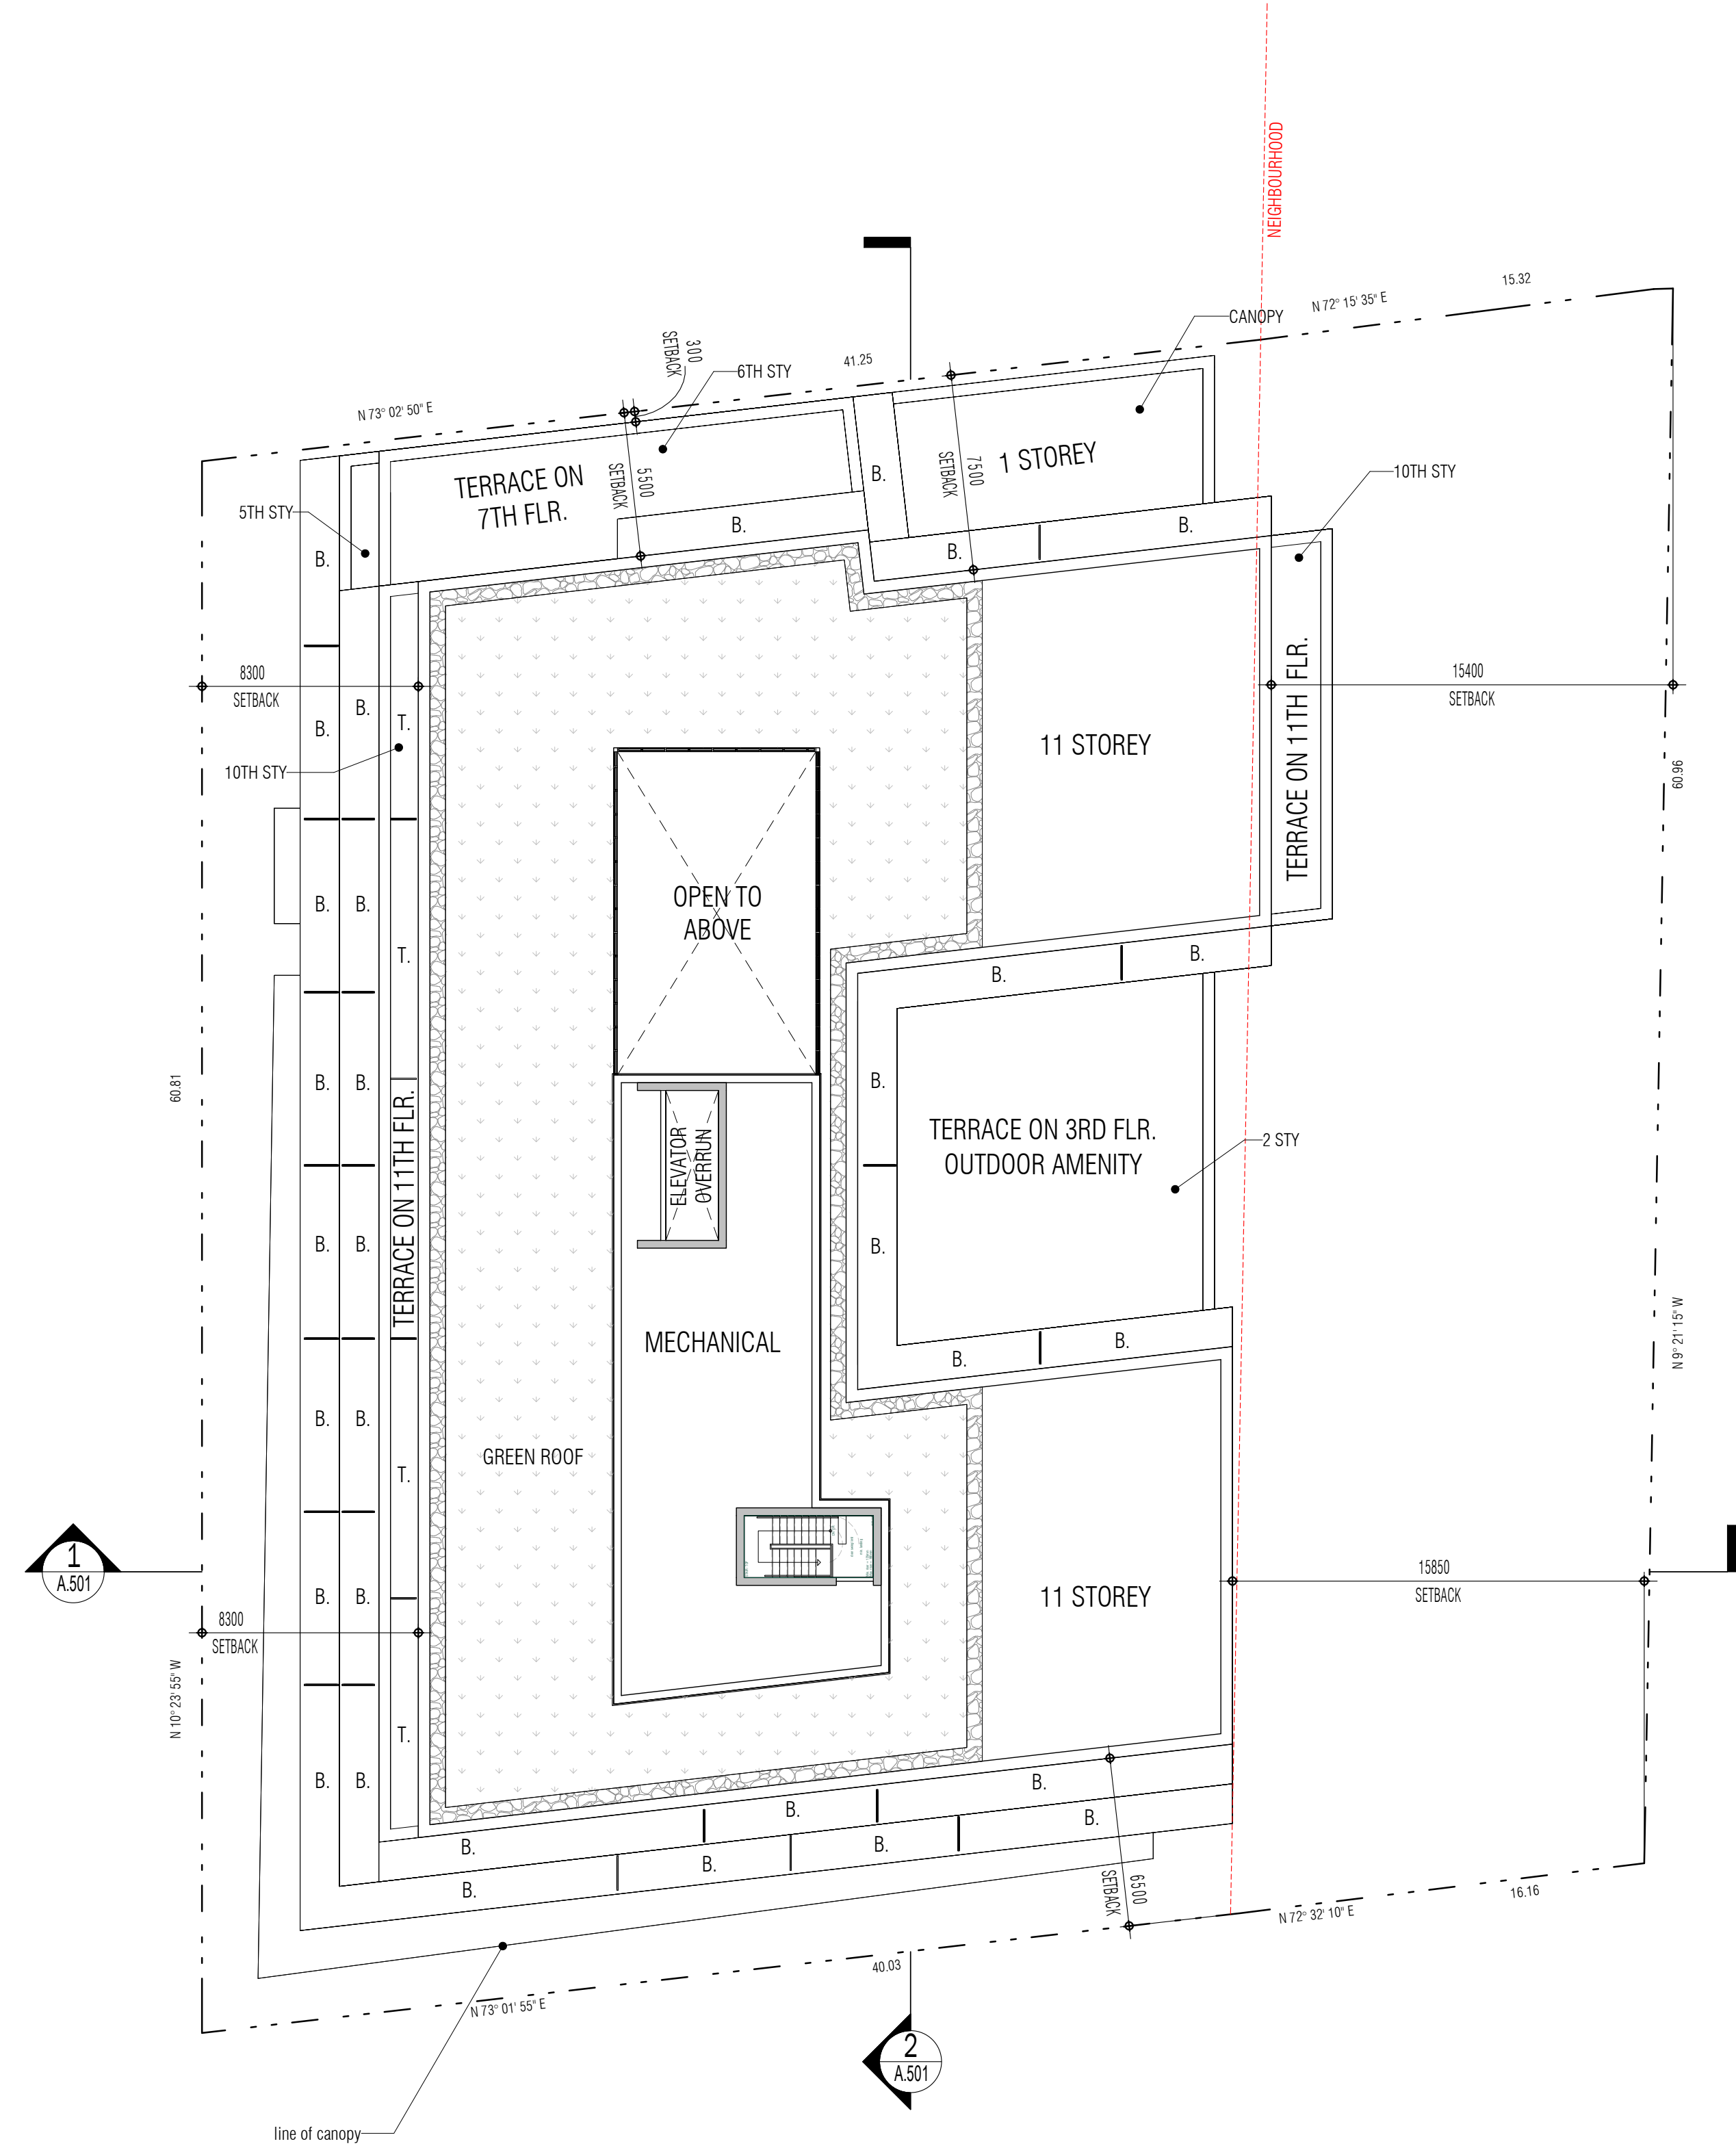 NEIGHBOURHOOD
15.32
N 72° 15' 35" E
CANOPY
300
SETBACK
41.25
6TH STY
N 73° 02' 50" E
TERRACE ON
7TH FLR.
5500
SETBACK
B.
7500
SETBACK
1 STOREY
10TH STY
5TH STY
B.
B.
B.
B.
8300
SETBACK
B.
B.
T.
10TH STY
11 STOREY
TERRACE ON 11TH FLR.
15400
SETBACK
60.96
OPEN TO
ABOVE
B.
B.
T.
B.
B.
60.81
B.
B.
B.
TERRACE ON 3RD FLR.
OUTDOOR AMENITY
2 STY
ELEVATOR
OVERRUN
TERRACE ON 11TH FLR.
B.
B.
B.
MECHANICAL
B.
B.
N 9° 21' 15" W
B.
B.
T.
GREEN ROOF
1
A.501
B.
B.
11 STOREY
15850
SETBACK
8300
SETBACK
N 10° 23' 55" W
T.
B.
B.
B.
B.
B.
B.
B.
B.
B.
6500
SETBACK
16.16
N 72° 32' 10" E
40.03
N 73° 01' 55" E
2
A.501
line of canopy